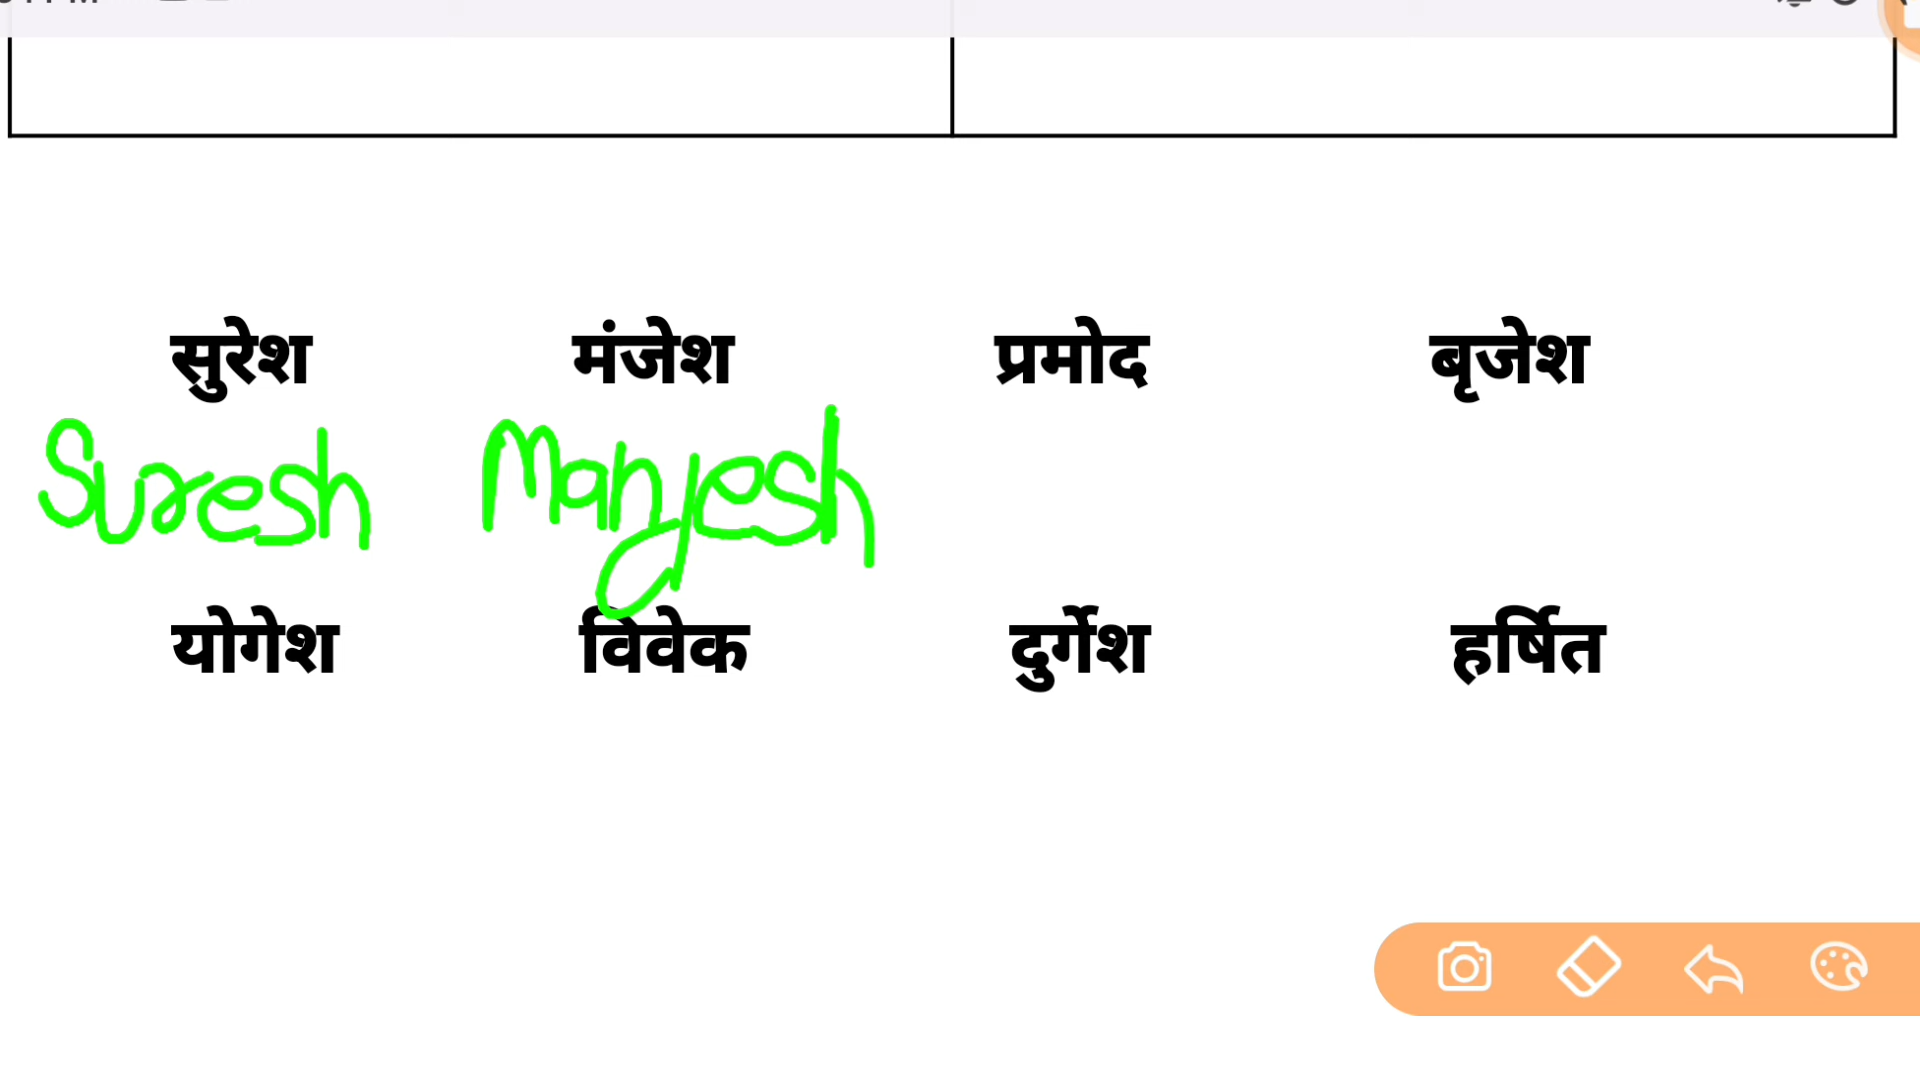 सुरेश मंजेश प्रमोद बृजेश
Suresh Manjesh
योगेश विवेक दुर्गेश हर्षित